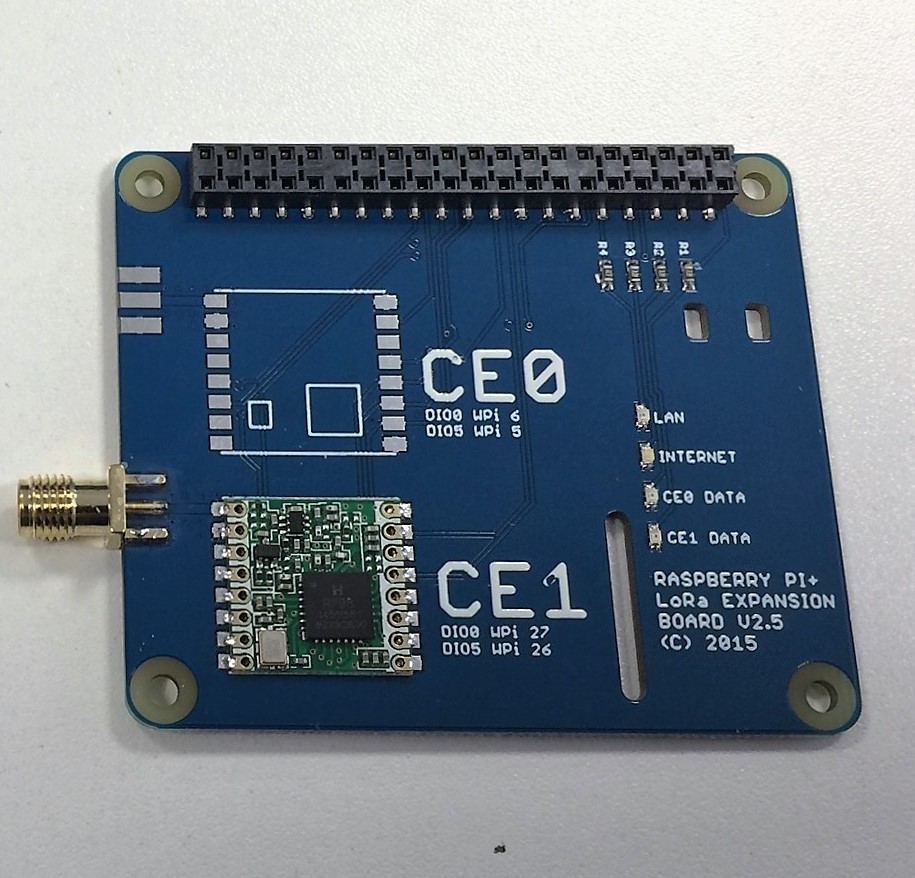 R4 R3 R2 R1
CE0
DIO0 WPi 6
DIO5 WPi 5
LAN
INTERNET
CE0 DATA
CE1 DATA
CE1
DIO0 WPi 27
DIO5 WPi 26
RASPBERRY PI+
LoRa EXPANSION
BOARD V2.5
(C) 2015